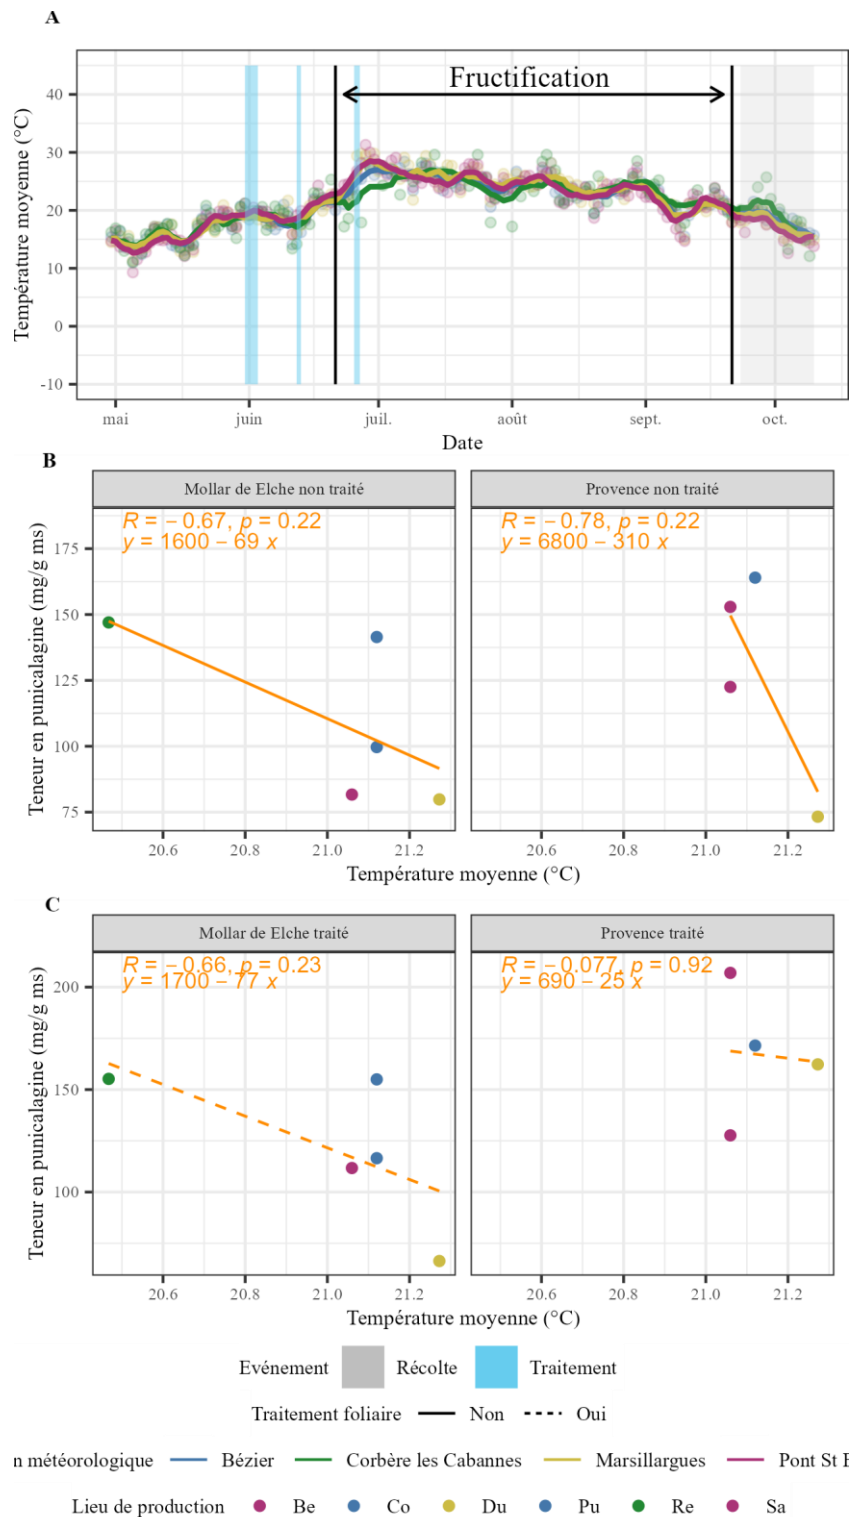 A
Fructification
Température moyenne (°C)
40
30
20
10
0
-10
mai juin juil. août sept. oct.
Date
B
Mollar de Elche non traité Provence non traité
R = − 0.67, p = 0.22 R = − 0.78, p = 0.22
y = 1600 − 69 x y = 6800 − 310 x
Teneur en punicalagine (mg/g ms)
175
150
125
100
75
20.6 20.8 21.0 21.2 20.6 20.8 21.0 21.2
Température moyenne (°C)
C
Mollar de Elche traité Provence traité
R = − 0.66, p = 0.23 R = − 0.077, p = 0.92
y = 1700 − 77 x y = 690 − 25 x
Teneur en punicalagine (mg/g ms)
200
150
100
20.6 20.8 21.0 21.2 20.6 20.8 21.0 21.2
Température moyenne (°C)
Evénement Récolte Traitement
Traitement foliaire Non Oui
n météorologique Bézier Corbère les Cabannes Marsillargues Pont St
Lieu de production Be Co Du Pu Re Sa